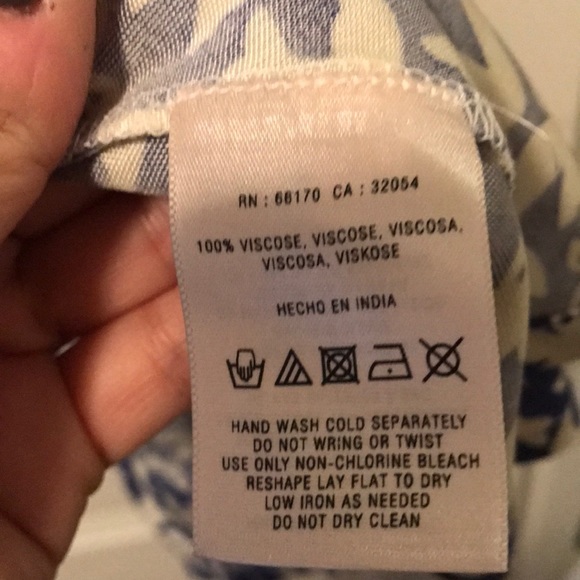 RN : 66170 CA : 32054
100% VISCOSE, VISCOSE, VISCOSA,
VISCOSA, VISKOSE
HECHO EN INDIA
HAND WASH COLD SEPARATELY
DO NOT WRING OR TWIST
USE ONLY NON-CHLORINE BLEACH
RESHAPE LAY FLAT TO DRY
LOW IRON AS NEEDED
DO NOT DRY CLEAN